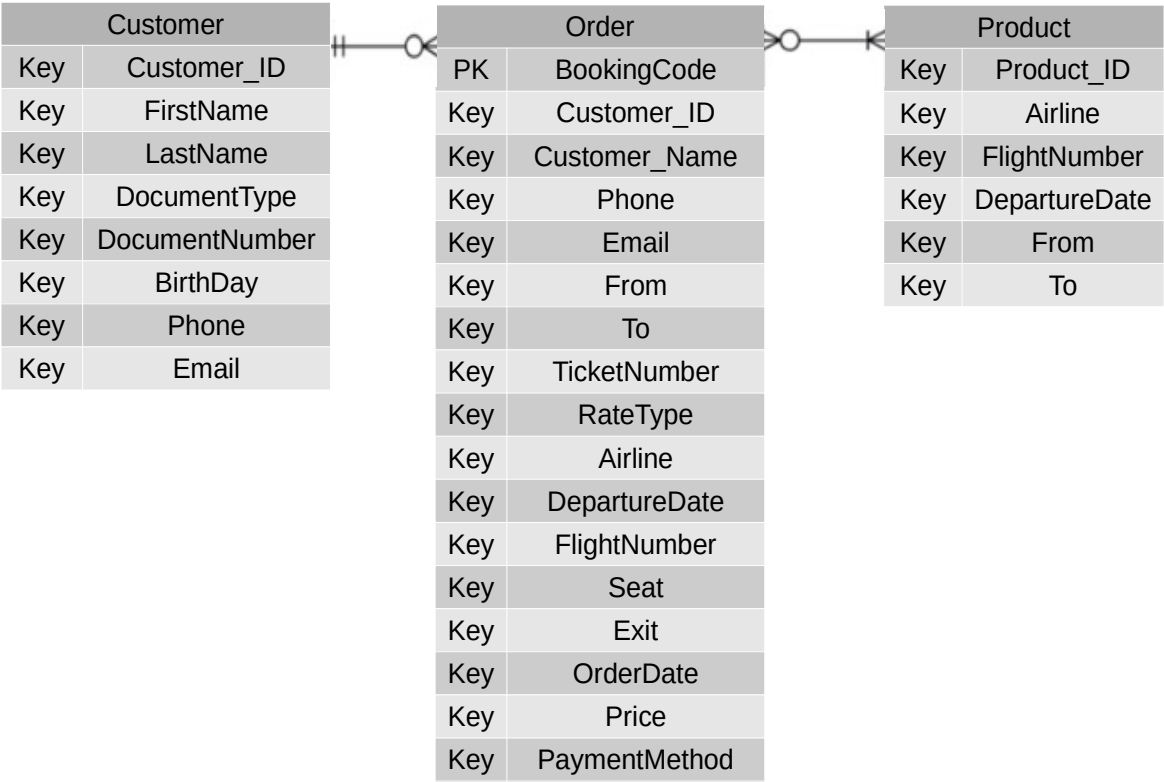 Customer
Key Customer_ID
Key FirstName
Key LastName
Key DocumentType
Key DocumentNumber
Key BirthDay
Key Phone
Key Email
Order
PK BookingCode
Key Customer_ID
Key Customer_Name
Key Phone
Key Email
Key From
Key To
Key TicketNumber
Key RateType
Key Airline
Key DepartureDate
Key FlightNumber
Key Seat
Key Exit
Key OrderDate
Key Price
Key PaymentMethod
Product
Key Product_ID
Key Airline
Key FlightNumber
Key DepartureDate
Key From
Key To